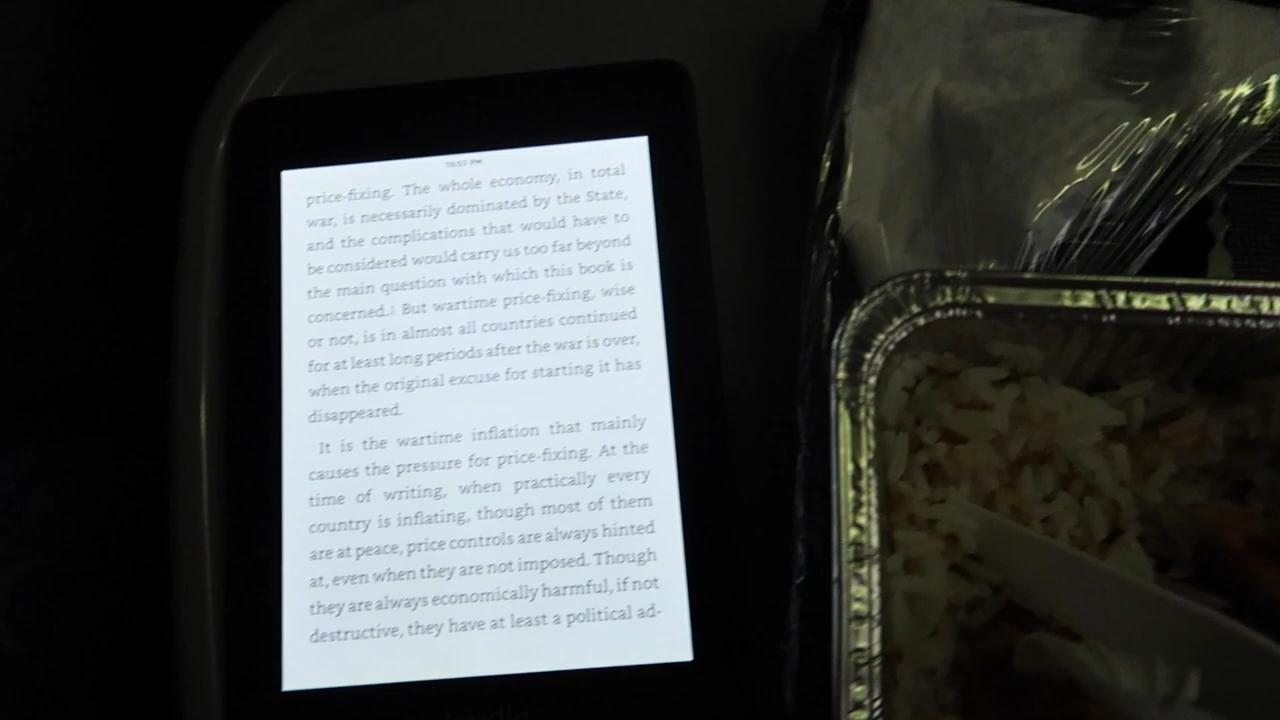 10:55 PM
price-fixing. The whole economy, in total
war, is necessarily dominated by the State,
and the complications that would have to
be considered would carry us too far beyond
the main question with which this book is
concerned.1 But wartime price-fixing, wise
or not, is in almost all countries continued
for at least long periods after the war is over,
when the original excuse for starting it has
disappeared.
It is the wartime inflation that mainly
causes the pressure for price-fixing. At the
time of writing, when practically every
country is inflating, though most of them
are at peace, price controls are always hinted
at, even when they are not imposed. Though
they are always economically harmful, if not
destructive, they have at least a political ad-